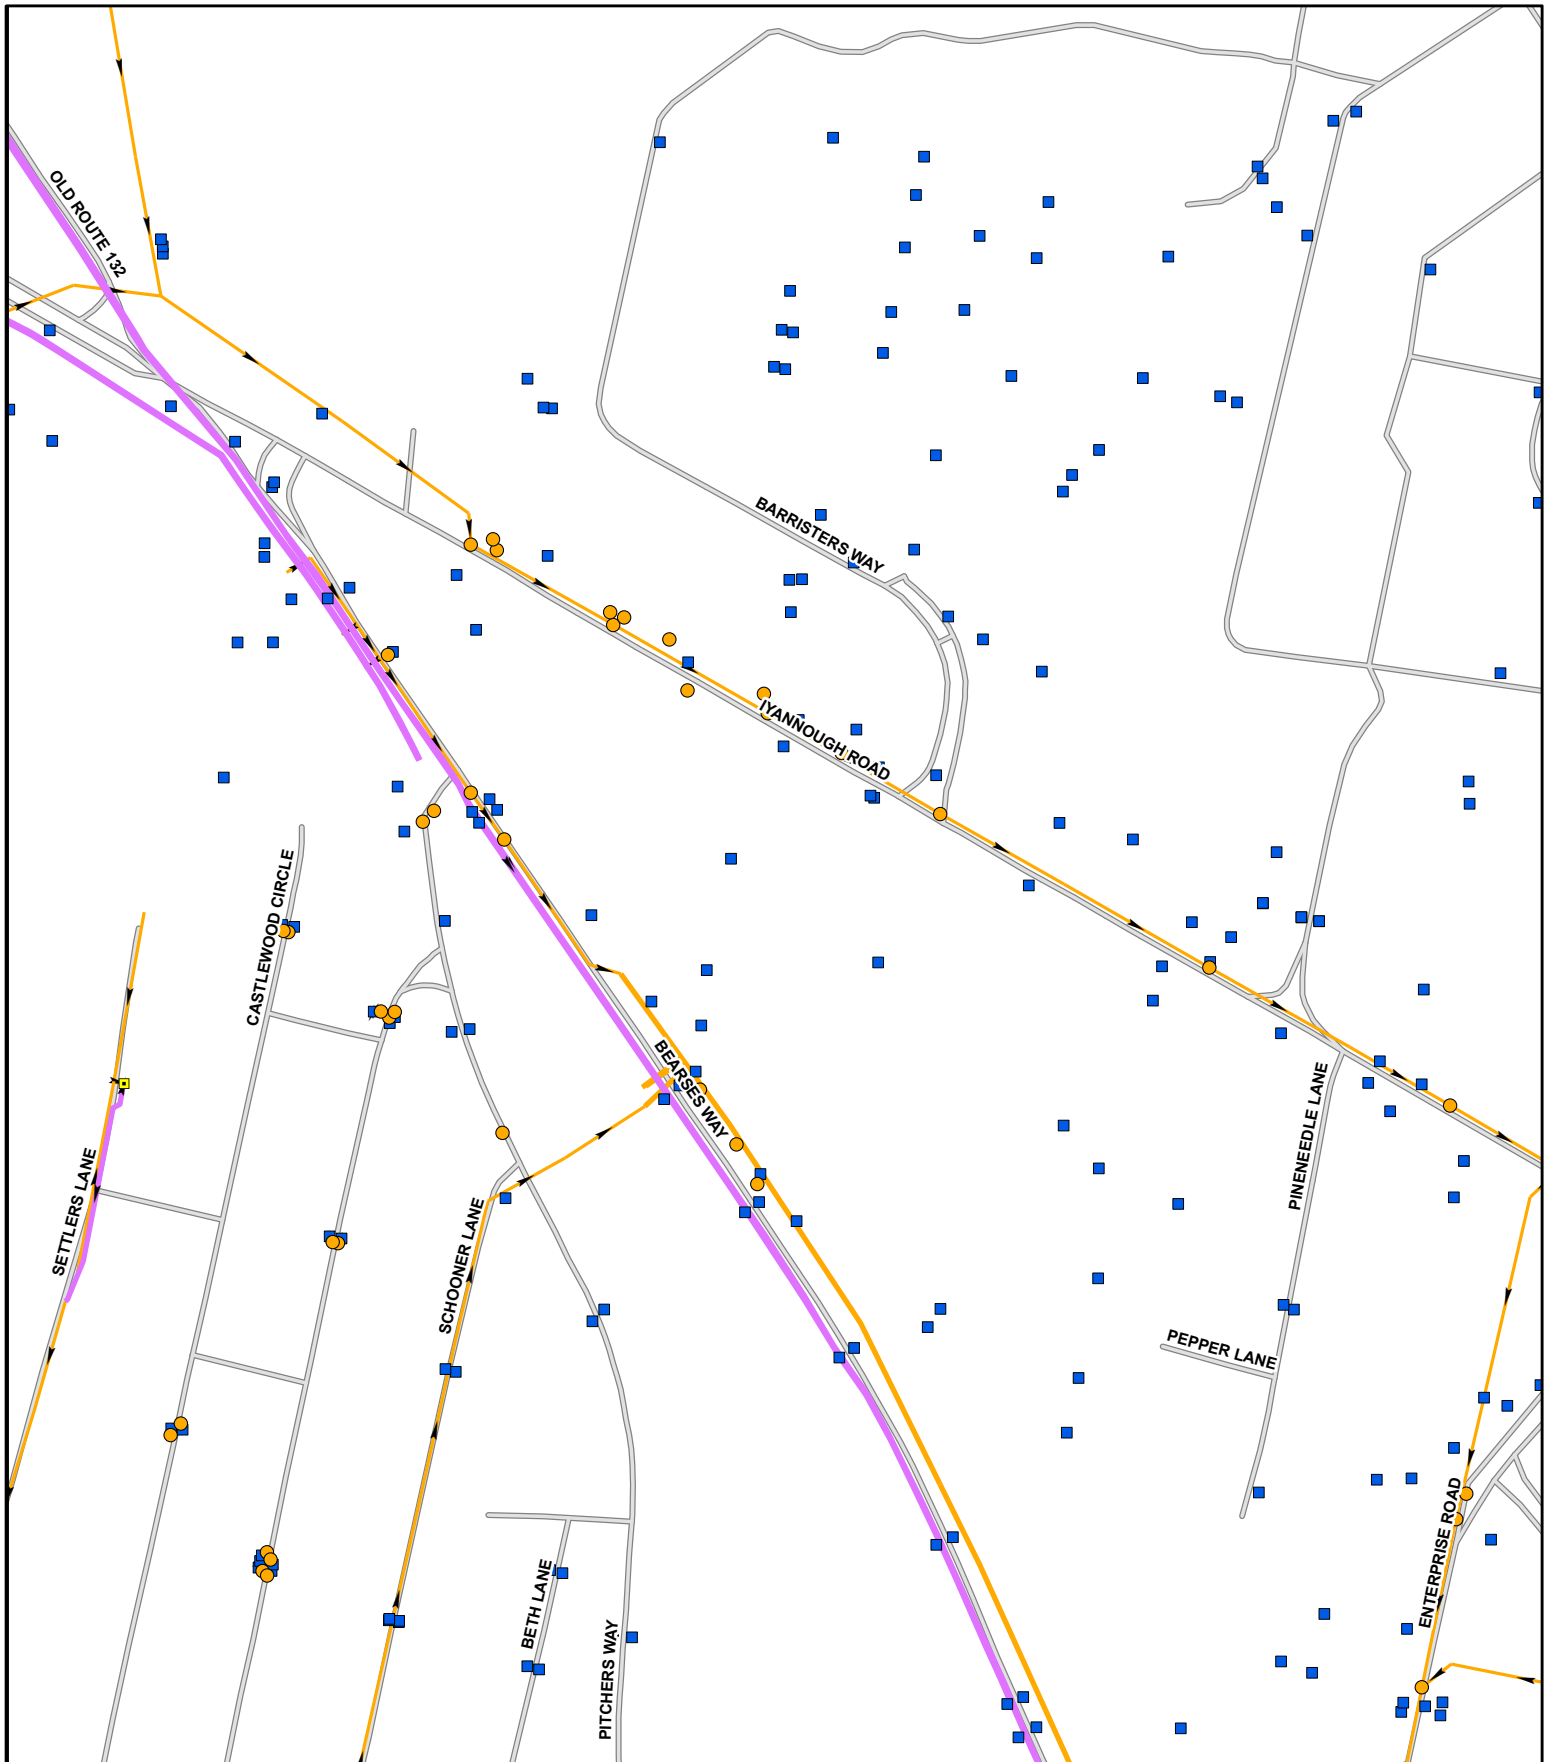 OLD ROUTE 132
BARRISTERS WAY
IYANNOUGH ROAD
CASTLEWOOD CIRCLE
BEARSES WAY
PINENEEDLE LANE
SETTLERS LANE
SCHOONER LANE
PEPPER LANE
ENTERPRISE ROAD
BETH LANE
PITCHERS WAY